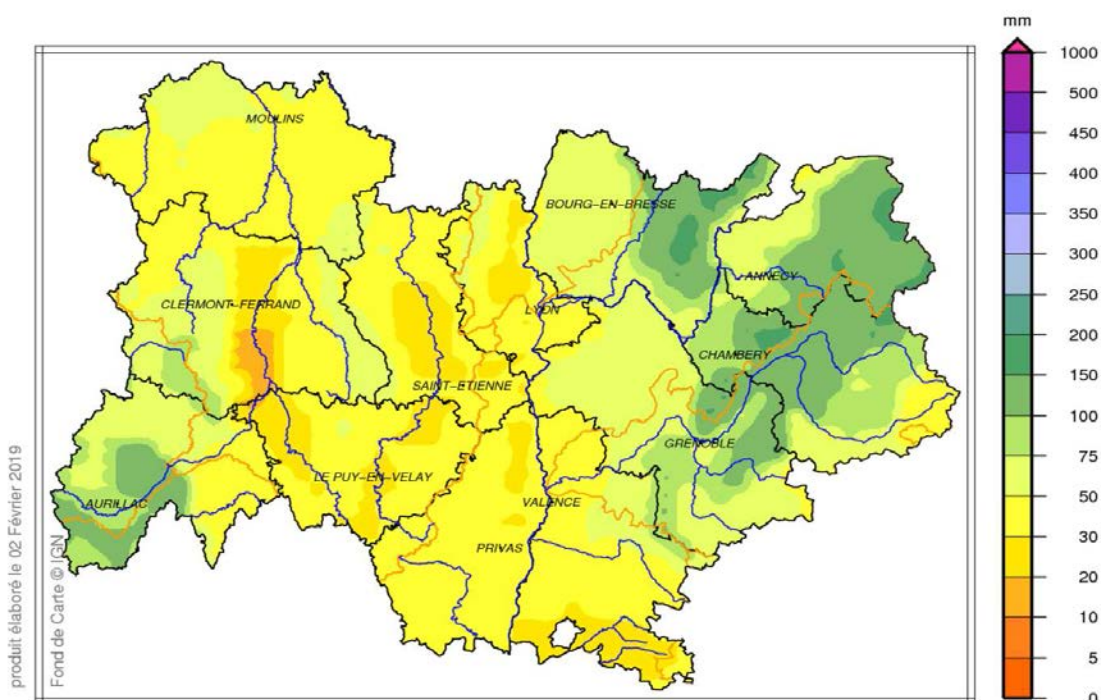 mm
1000
500
450
400
350
300
250
200
150
100
75
50
30
20
10
5
0
MOULINS
BOURG-EN-BRESSE
CLERMONT-FERRAND
ANNECY
LYON
CHAMBERY
SAINT-ETIENNE
GRENOBLE
LE PUY-EN-VELAY
AURILLAC
VALENCE
PRIVAS
produit élaboré le 02 Février 2019
Fond de Carte © IGN